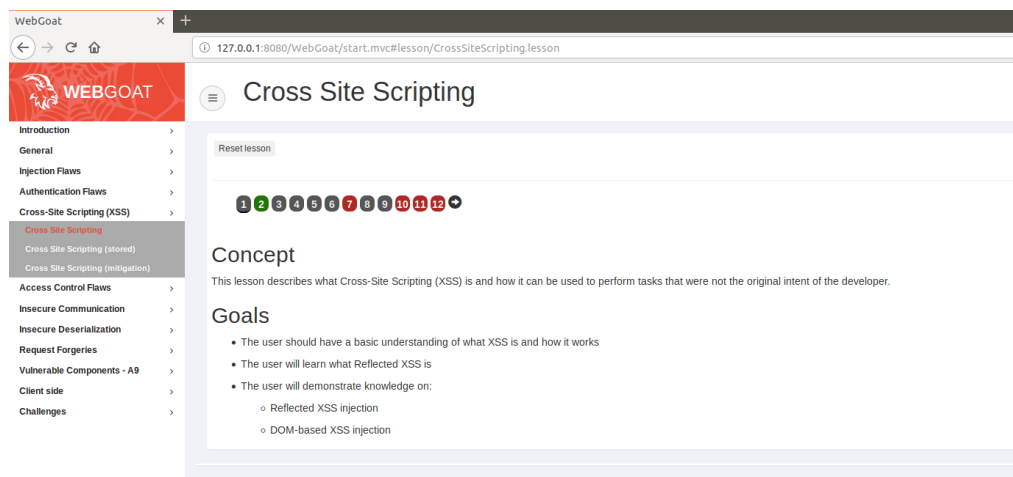 WebGoat
127.0.0.1:8080/WebGoat/start.mvc#lesson/CrossSiteScripting.lesson
WEBGOAT
Cross Site Scripting
Introduction
General
Injection Flaws
Authentication Flaws
Cross-Site Scripting (XSS)
Cross Site Scripting
Cross Site Scripting (stored)
Cross Site Scripting (mitigation)
Access Control Flaws
Insecure Communication
Insecure Deserialization
Request Forgeries
Vulnerable Components - A9
Client side
Challenges
Reset lesson
1 2 3 4 5 6 7 8 9 10 11 12
Concept
This lesson describes what Cross-Site Scripting (XSS) is and how it can be used to perform tasks that were not the original intent of the developer.
Goals
• The user should have a basic understanding of what XSS is and how it works
• The user will learn what Reflected XSS is
• The user will demonstrate knowledge on:
◦ Reflected XSS injection
◦ DOM-based XSS injection